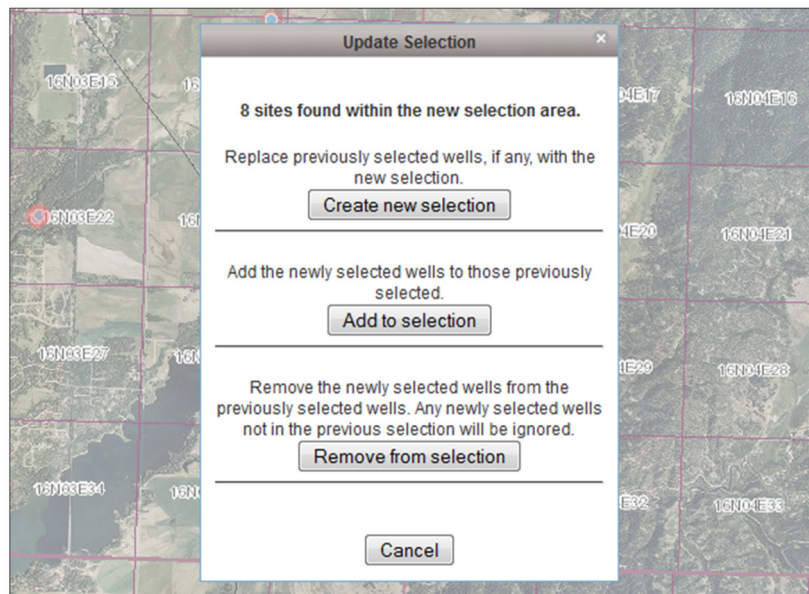 Update Selection
×
16N03E15
16N04E16
8 sites found within the new selection area.
Replace previously selected wells, if any, with the
new selection.
Create new selection
16N03E22
16N04E21
Add the newly selected wells to those previously
selected.
Add to selection
16N03E27
16N04E28
Remove the newly selected wells from the
previously selected wells. Any newly selected wells
not in the previous selection will be ignored.
Remove from selection
16N03E34
16N04E33
Cancel